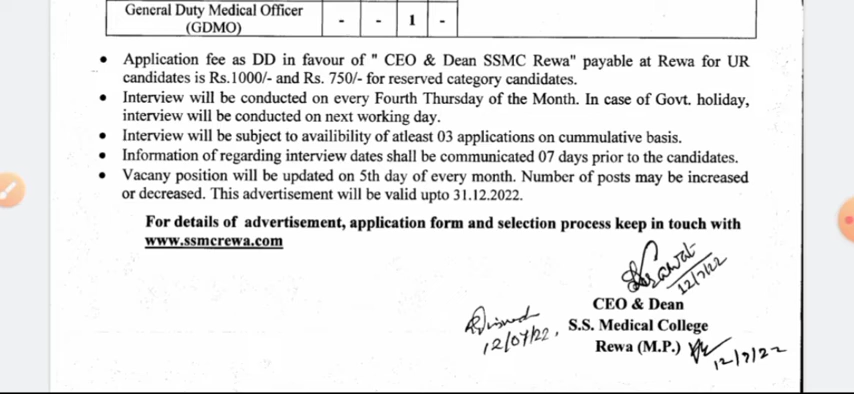 General Duty Medical Officer
(GDMO)
- - 1 -
• Application fee as DD in favour of " CEO & Dean SSMC Rewa" payable at Rewa for UR
candidates is Rs.1000/- and Rs. 750/- for reserved category candidates.
• Interview will be conducted on every Fourth Thursday of the Month. In case of Govt. holiday,
interview will be conducted on next working day.
• Interview will be subject to availibility of atleast 03 applications on cummulative basis.
• Information of regarding interview dates shall be communicated 07 days prior to the candidates.
• Vacany position will be updated on 5th day of every month. Number of posts may be increased
or decreased. This advertisement will be valid upto 31.12.2022.
For details of advertisement, application form and selection process keep in touch with
www.ssmcrewa.com
12/7/22
CEO & Dean
12/07/22, S.S. Medical College
Rewa (M.P.)
12/7/22